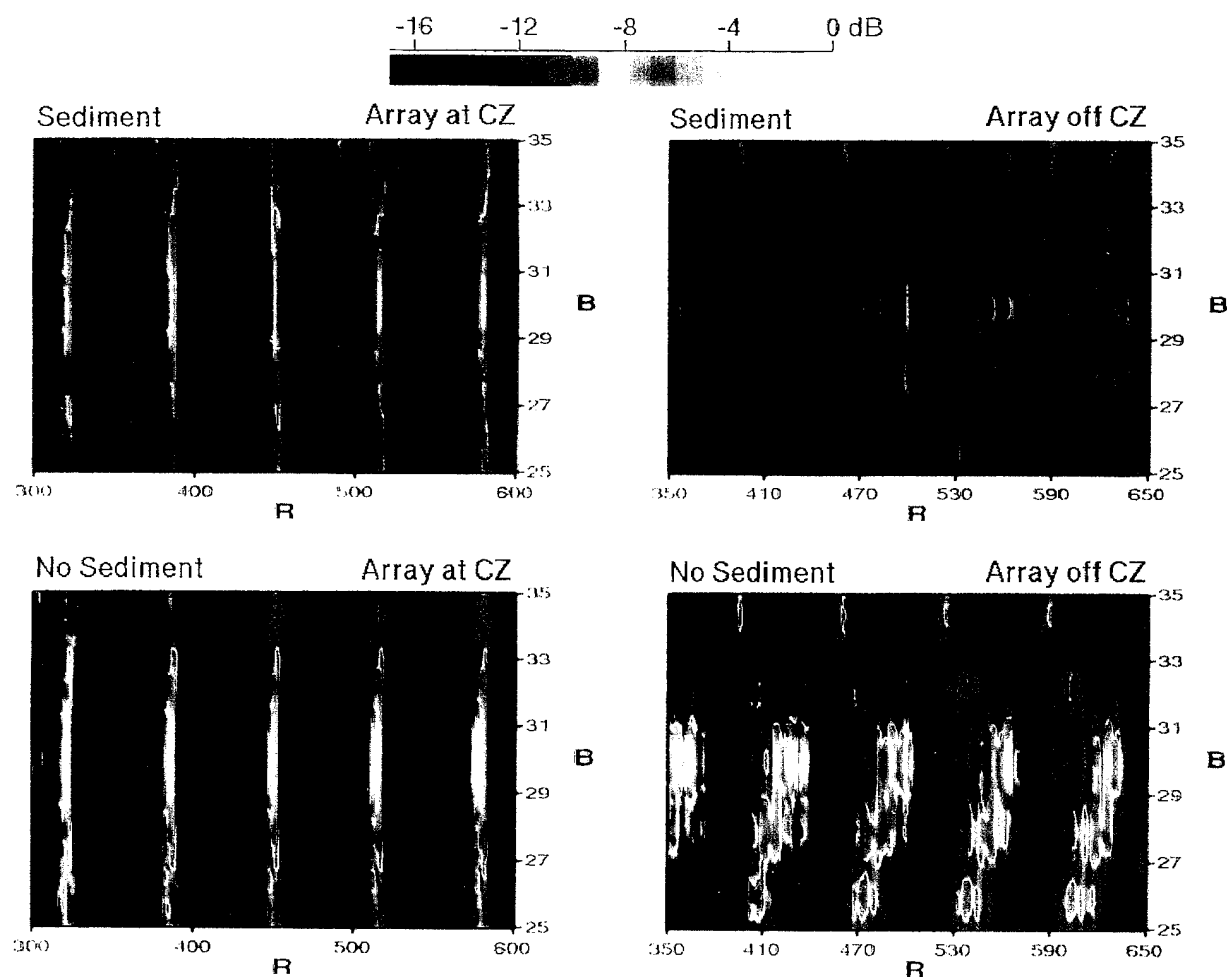 -16 -12 -8 -4 0 dB
Sediment Array at CZ
35
33
31
B
29
27
25
300 400 500 600
R
Sediment Array off CZ
35
33
31
B
29
27
25
350 410 470 530 590 650
R
No Sediment Array at CZ
35
33
31
B
29
27
25
300 400 500 600
R
No Sediment Array off CZ
35
33
31
B
29
27
25
350 410 470 530 590 650
R